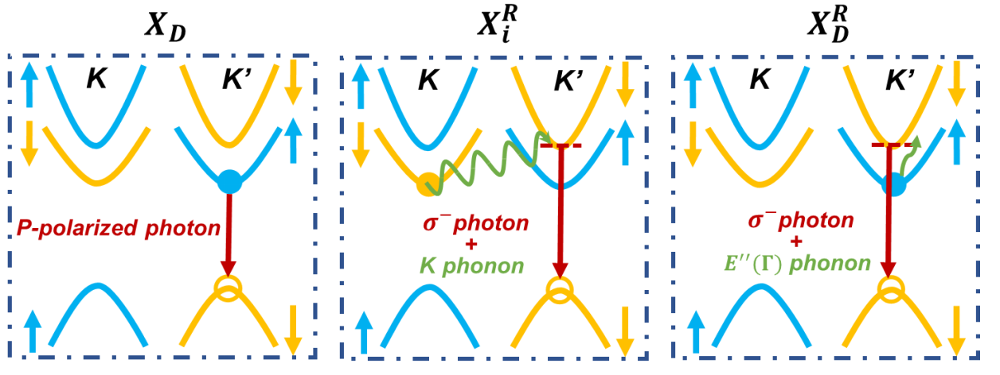 X_D
K K'
P-polarized photon
X_i^R
K K'
σ⁻ photon
+
K phonon
X_D^R
K K'
σ⁻ photon
+
E''(Γ) phonon